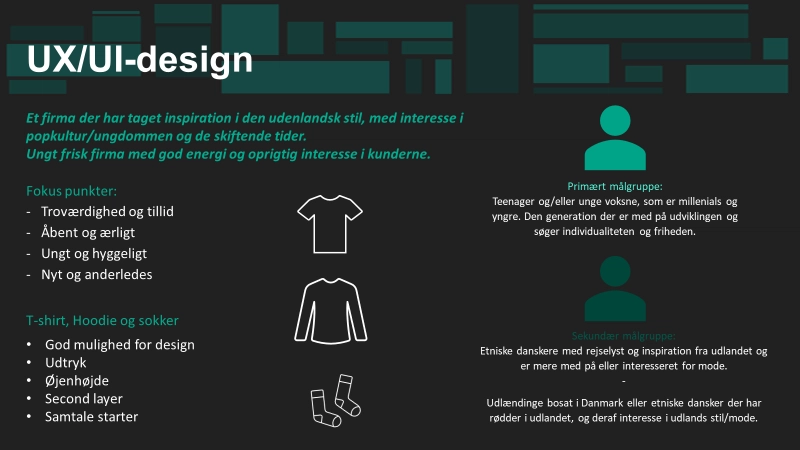 UX/UI-design
Et firma der har taget inspiration i den udenlandsk stil, med interesse i
popkultur/ungdommen og de skiftende tider.
Ungt frisk firma med god energi og oprigtig interesse i kunderne.
Fokus punkter:
- Troværdighed og tillid
- Åbent og ærligt
- Ungt og hyggeligt
- Nyt og anderledes
T-shirt, Hoodie og sokker
• God mulighed for design
• Udtryk
• Øjenhøjde
• Second layer
• Samtale starter
Primært målgruppe:
Teenager og/eller unge voksne, som er millenials og
yngre. Den generation der er med på udviklingen og
søger individualiteten og friheden.
Sekundær målgruppe:
Etniske danskere med rejselyst og inspiration fra udlandet og
er mere med på eller interesseret for mode.
-
Udlændinge bosat i Danmark eller etniske dansker der har
rødder i udlandet, og deraf interesse i udlands stil/mode.